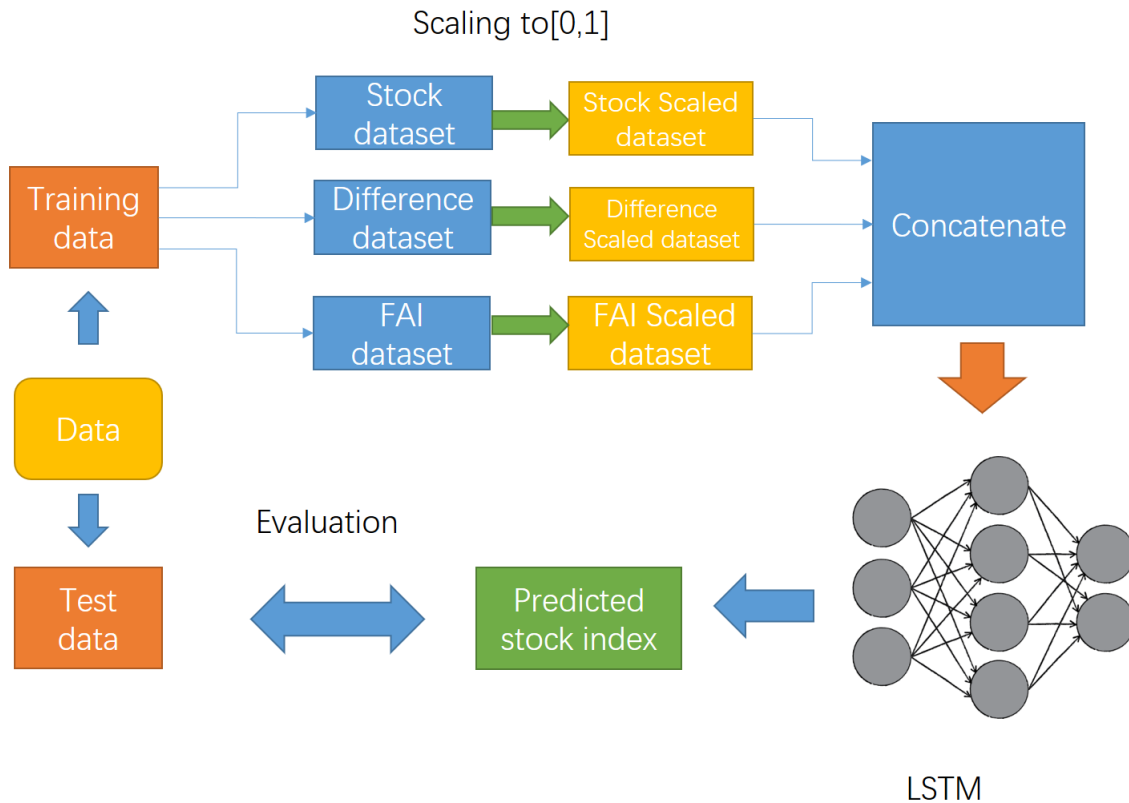 Scaling to[0,1]
Stock
dataset
Stock Scaled
dataset
Training
data
Difference
dataset
Difference
Scaled dataset
Concatenate
FAI
dataset
FAI Scaled
dataset
Data
Evaluation
Test
data
Predicted
stock index
LSTM